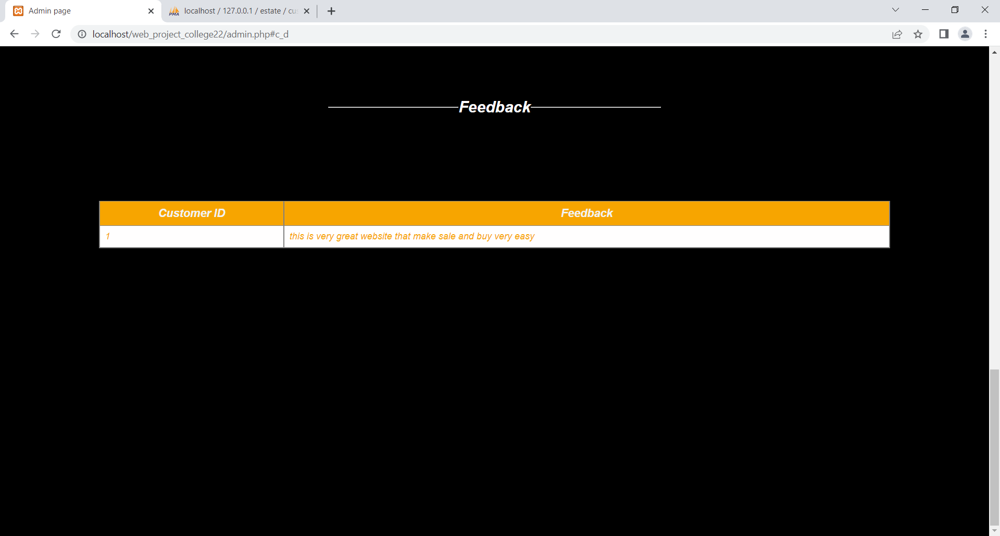 Admin page
localhost / 127.0.0.1 / estate / cu
PMA
localhost/web_project_college22/admin.php#c_d
Feedback
Customer ID
Feedback
1
this is very great website that make sale and buy very easy